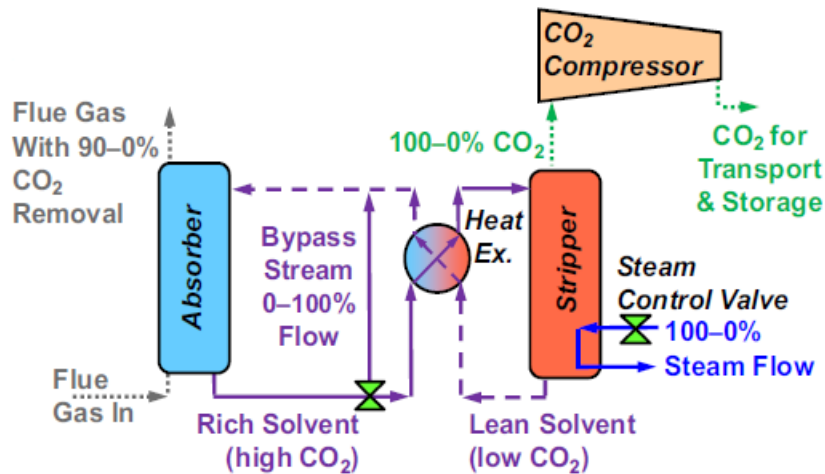 CO2
Compressor
Flue Gas
With 90–0%
CO2
Removal
100–0% CO2
CO2 for
Transport
& Storage
Absorber
Bypass
Stream
0–100%
Flow
Heat
Ex.
Stripper
Steam
Control Valve
100–0%
Steam Flow
Flue
Gas In
Rich Solvent
(high CO2)
Lean Solvent
(low CO2)